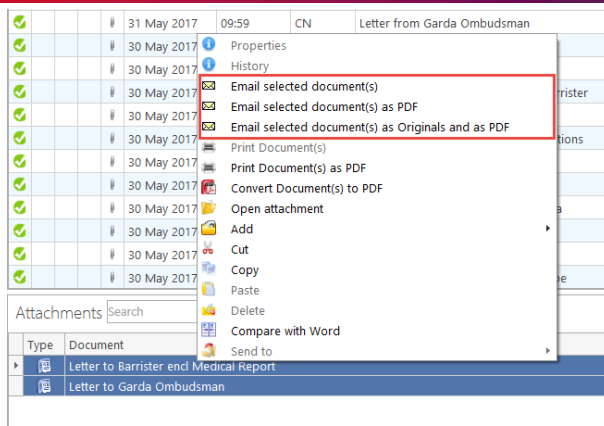 31 May 2017 09:59 CN Letter from Garda Ombudsman
30 May 2017
Properties
30 May 2017
History
30 May 2017
Email selected document(s)
rrister
30 May 2017
Email selected document(s) as PDF
30 May 2017
Email selected document(s) as Originals and as PDF
tions
30 May 2017
Print Document(s)
30 May 2017
Print Document(s) as PDF
30 May 2017
Convert Document(s) to PDF
30 May 2017
Open attachment
a
30 May 2017
Add
30 May 2017
Cut
30 May 2017
Copy
pe
Paste
Attachments Search
Delete
Compare with Word
Type Document
Send to
Letter to Barrister encl Medical Report
Letter to Garda Ombudsman